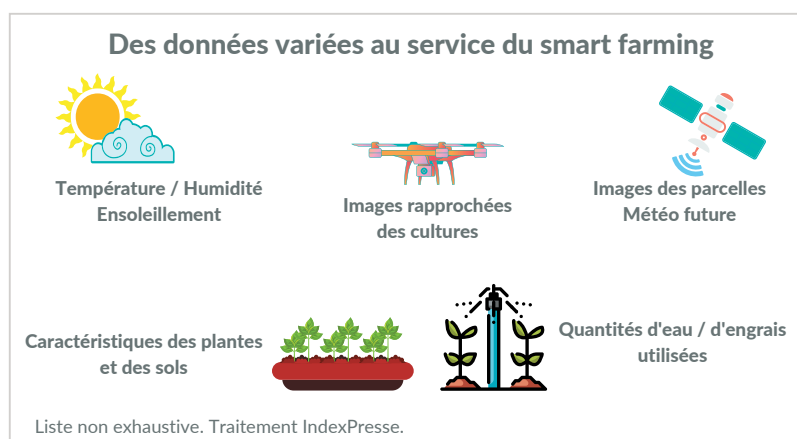 Des données variées au service du smart farming
Température / Humidité
Ensoleillement
Images rapprochées
des cultures
Images des parcelles
Météo future
Caractéristiques des plantes
et des sols
Quantités d'eau / d'engrais
utilisées
Liste non exhaustive. Traitement IndexPresse.